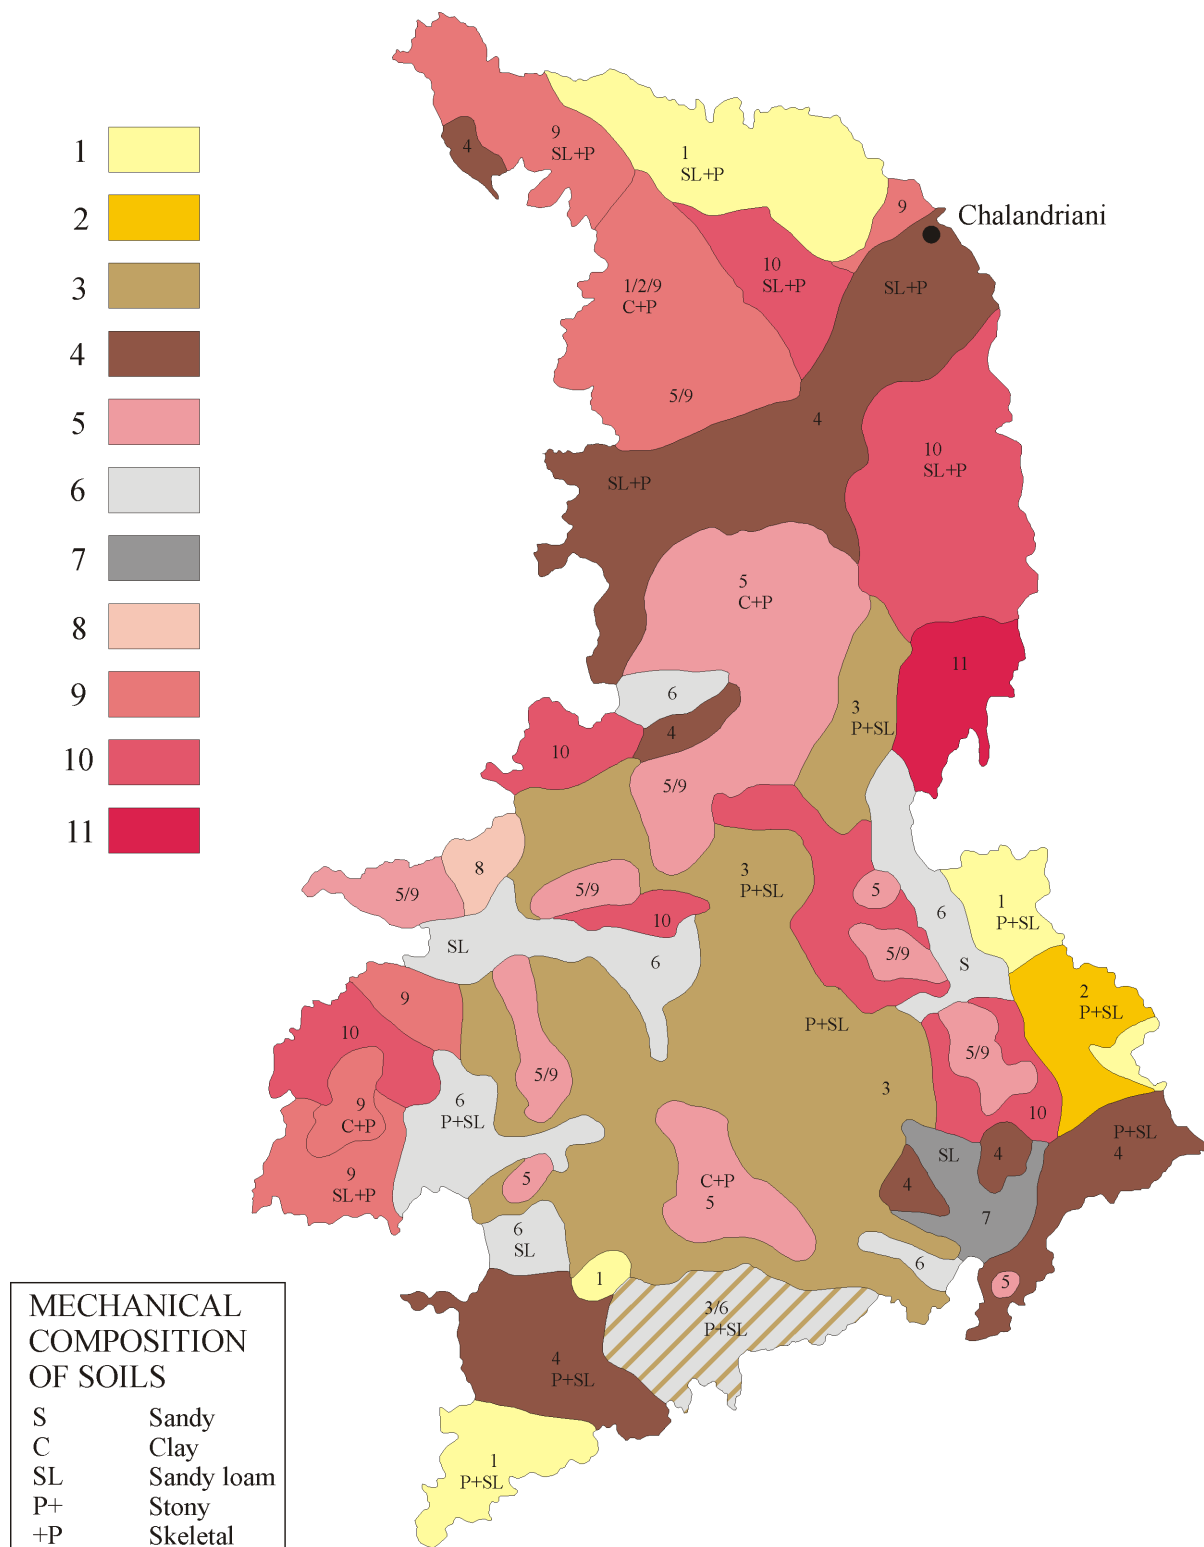 1
2
3
4
5
6
7
8
9
10
11
4
9
SL+P
1
SL+P
9
Chalandriani
10
SL+P
SL+P
1/2/9
C+P
5/9
4
SL+P
10
SL+P
5
C+P
11
6
3
P+SL
4
10
5/9
8
5/9
5/9
3
P+SL
5
10
6
1
P+SL
SL
6
5/9
S
9
2
P+SL
10
P+SL
5/9
5/9
3
9
C+P
6
P+SL
10
P+SL
4
SL
4
9
SL+P
5
C+P
5
4
7
6
SL
6
1
5
3/6
P+SL
4
P+SL
1
P+SL
MECHANICAL
COMPOSITION
OF SOILS
S Sandy
C Clay
SL Sandy loam
P+ Stony
+P Skeletal